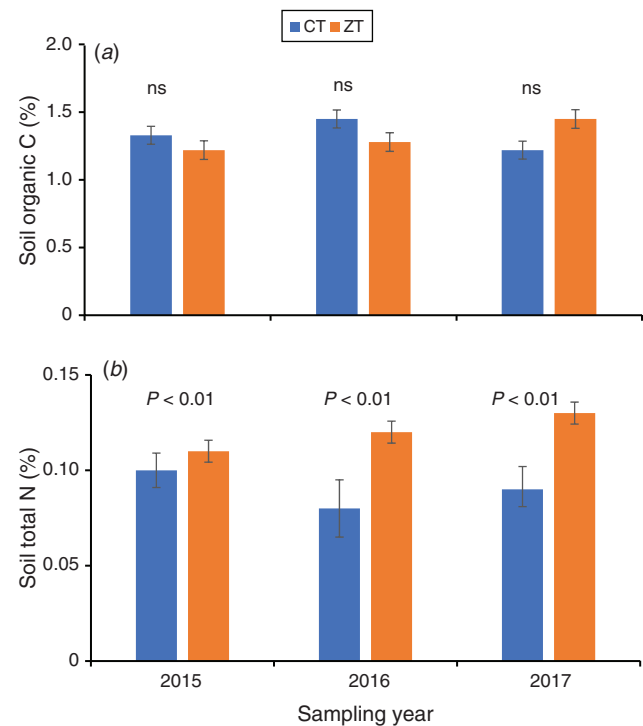 CT ZT
(a)
2.0
1.5
1.0
0.5
0
Soil organic C (%)
ns ns ns
(b)
0.15
0.10
0.05
0
Soil total N (%)
P < 0.01 P < 0.01 P < 0.01
2015 2016 2017
Sampling year